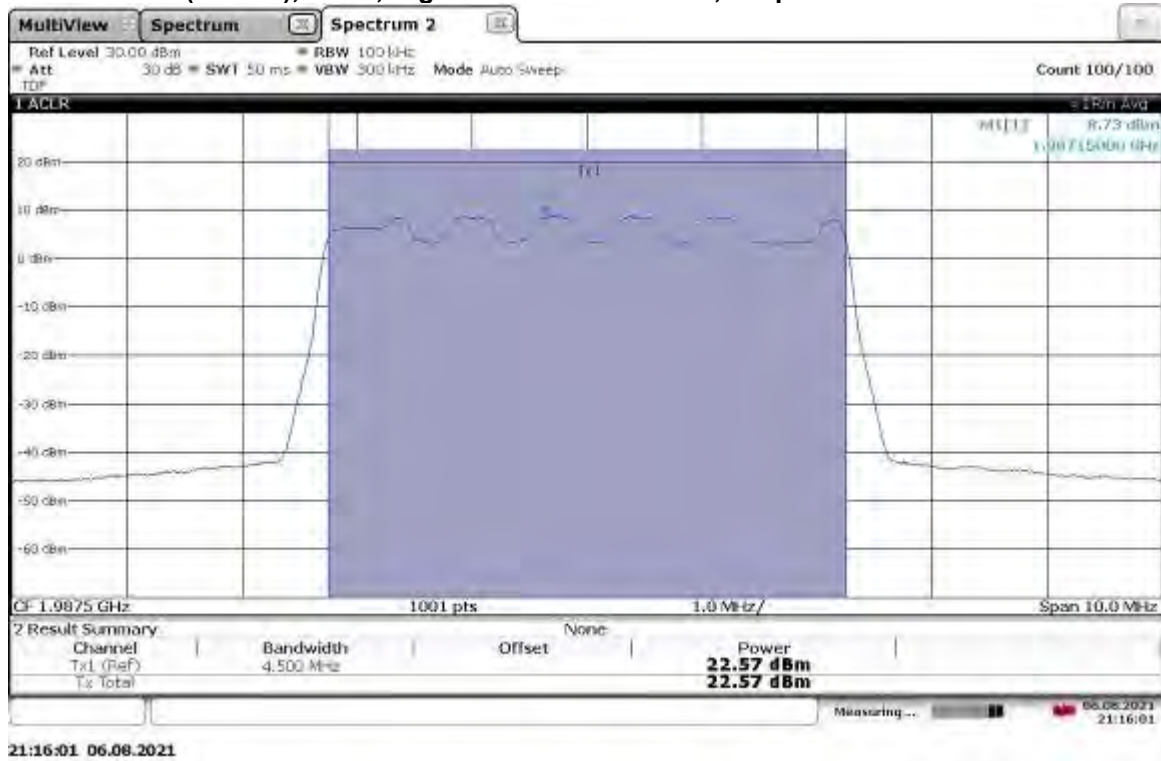 MultiView Spectrum Spectrum 2
Ref Level 30.00 dBm RBW 100 kHz
Att 30 dB SWT 50 ms VBW 300 kHz Mode Auto Sweep Count 100/100
TDF
1 ACLR 1Rm Avg
M1[1] 8.73 dBm
1.98715000 GHz
Tx1
20 dBm
10 dBm
0 dBm
-10 dBm
-20 dBm
-30 dBm
-40 dBm
-50 dBm
-60 dBm
CF 1.9875 GHz 1001 pts 1.0 MHz/ Span 10.0 MHz
2 Result Summary None
Channel Bandwidth Offset Power
Tx1 (Ref) 4.500 MHz 22.57 dBm
Tx Total 22.57 dBm
Measuring... 06.08.2021
21:16:01
21:16:01 06.08.2021